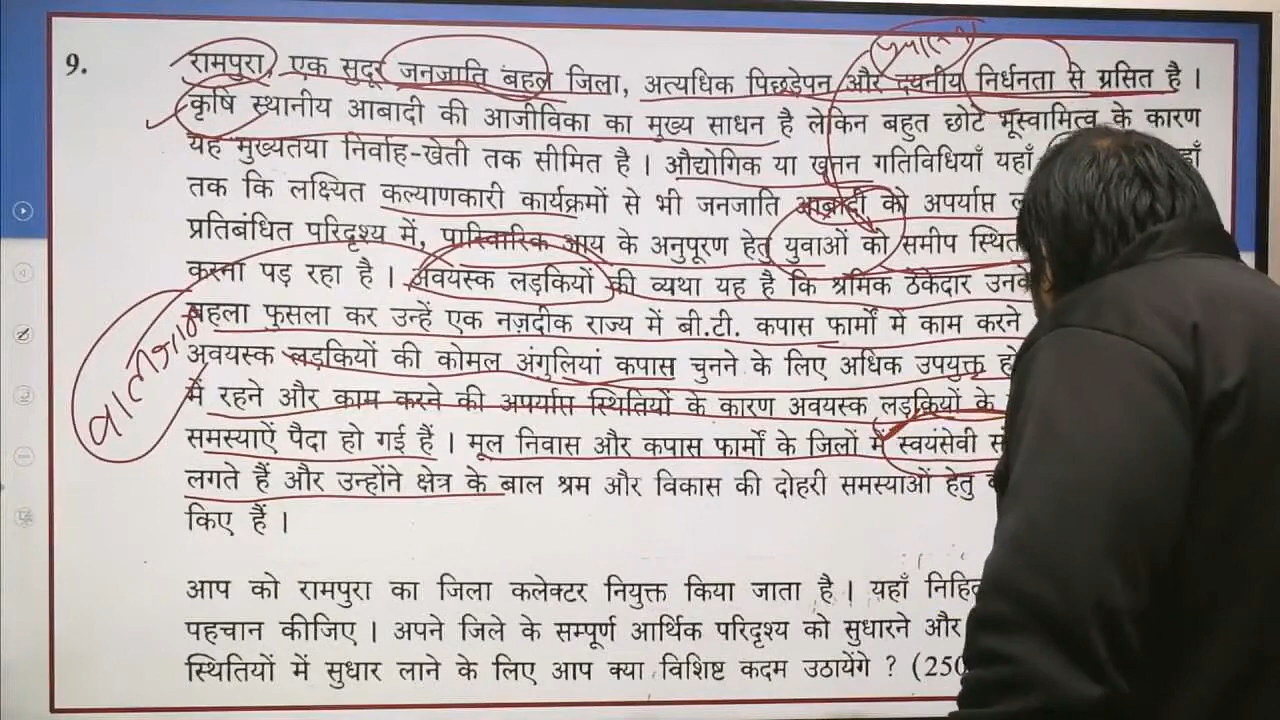 9.
रामपुरा, एक सुदूर जनजाति बहुल जिला, अत्यधिक पिछड़ेपन और दयनीय निर्धनता से ग्रसित है ।
कृषि स्थानीय आबादी की आजीविका का मुख्य साधन है लेकिन बहुत छोटे भूस्वामित्व के कारण
यह मुख्यतया निर्वाह-खेती तक सीमित है । औद्योगिक या खनन गतिविधियाँ यहाँ
तक कि लक्ष्यित कल्याणकारी कार्यक्रमों से भी जनजाति आबादी को अपर्याप्त
प्रतिबंधित परिदृश्य में, पारिवारिक आय के अनुपूरण हेतु युवाओं को समीप
करना पड़ रहा है । अवयस्क लड़कियों की व्यथा यह है कि श्रमिक ठेकेदार
बहला फुसला कर उन्हें एक नज़दीक राज्य में बी.टी. कपास फार्मों में काम करने
अवयस्क लड़कियों की कोमल अंगुलियां कपास चुनने के लिए अधिक उपयुक्त
में रहने और काम करने की अपर्याप्त स्थितियों के कारण अवयस्क लड़कियों के
समस्याऐं पैदा हो गई हैं । मूल निवास और कपास फार्मों के जिलों में स्वयंसेवी
लगते हैं और उन्होंने क्षेत्र के बाल श्रम और विकास की दोहरी समस्याओं हेतु
किए हैं ।
आप को रामपुरा का जिला कलेक्टर नियुक्त किया जाता है । यहाँ
पहचान कीजिए । अपने जिले के सम्पूर्ण आर्थिक परिदृश्य को सुधारने और
स्थितियों में सुधार लाने के लिए आप क्या विशिष्ट कदम उठायेंगे ? (250